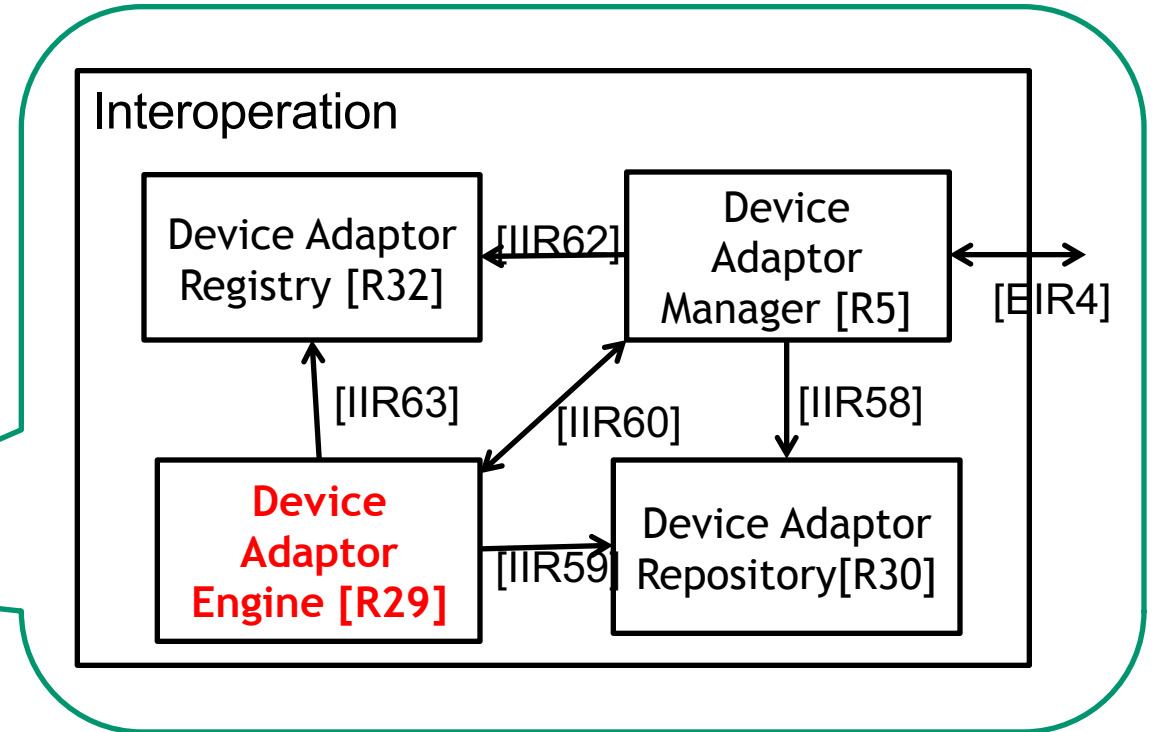 Interoperation
Device Adaptor
Registry [R32]
[IIR62]
Device
Adaptor
Manager [R5]
[EIR4]
[IIR63]
[IIR60]
[IIR58]
Device
Adaptor
Engine [R29]
[IIR59]
Device Adaptor
Repository[R30]